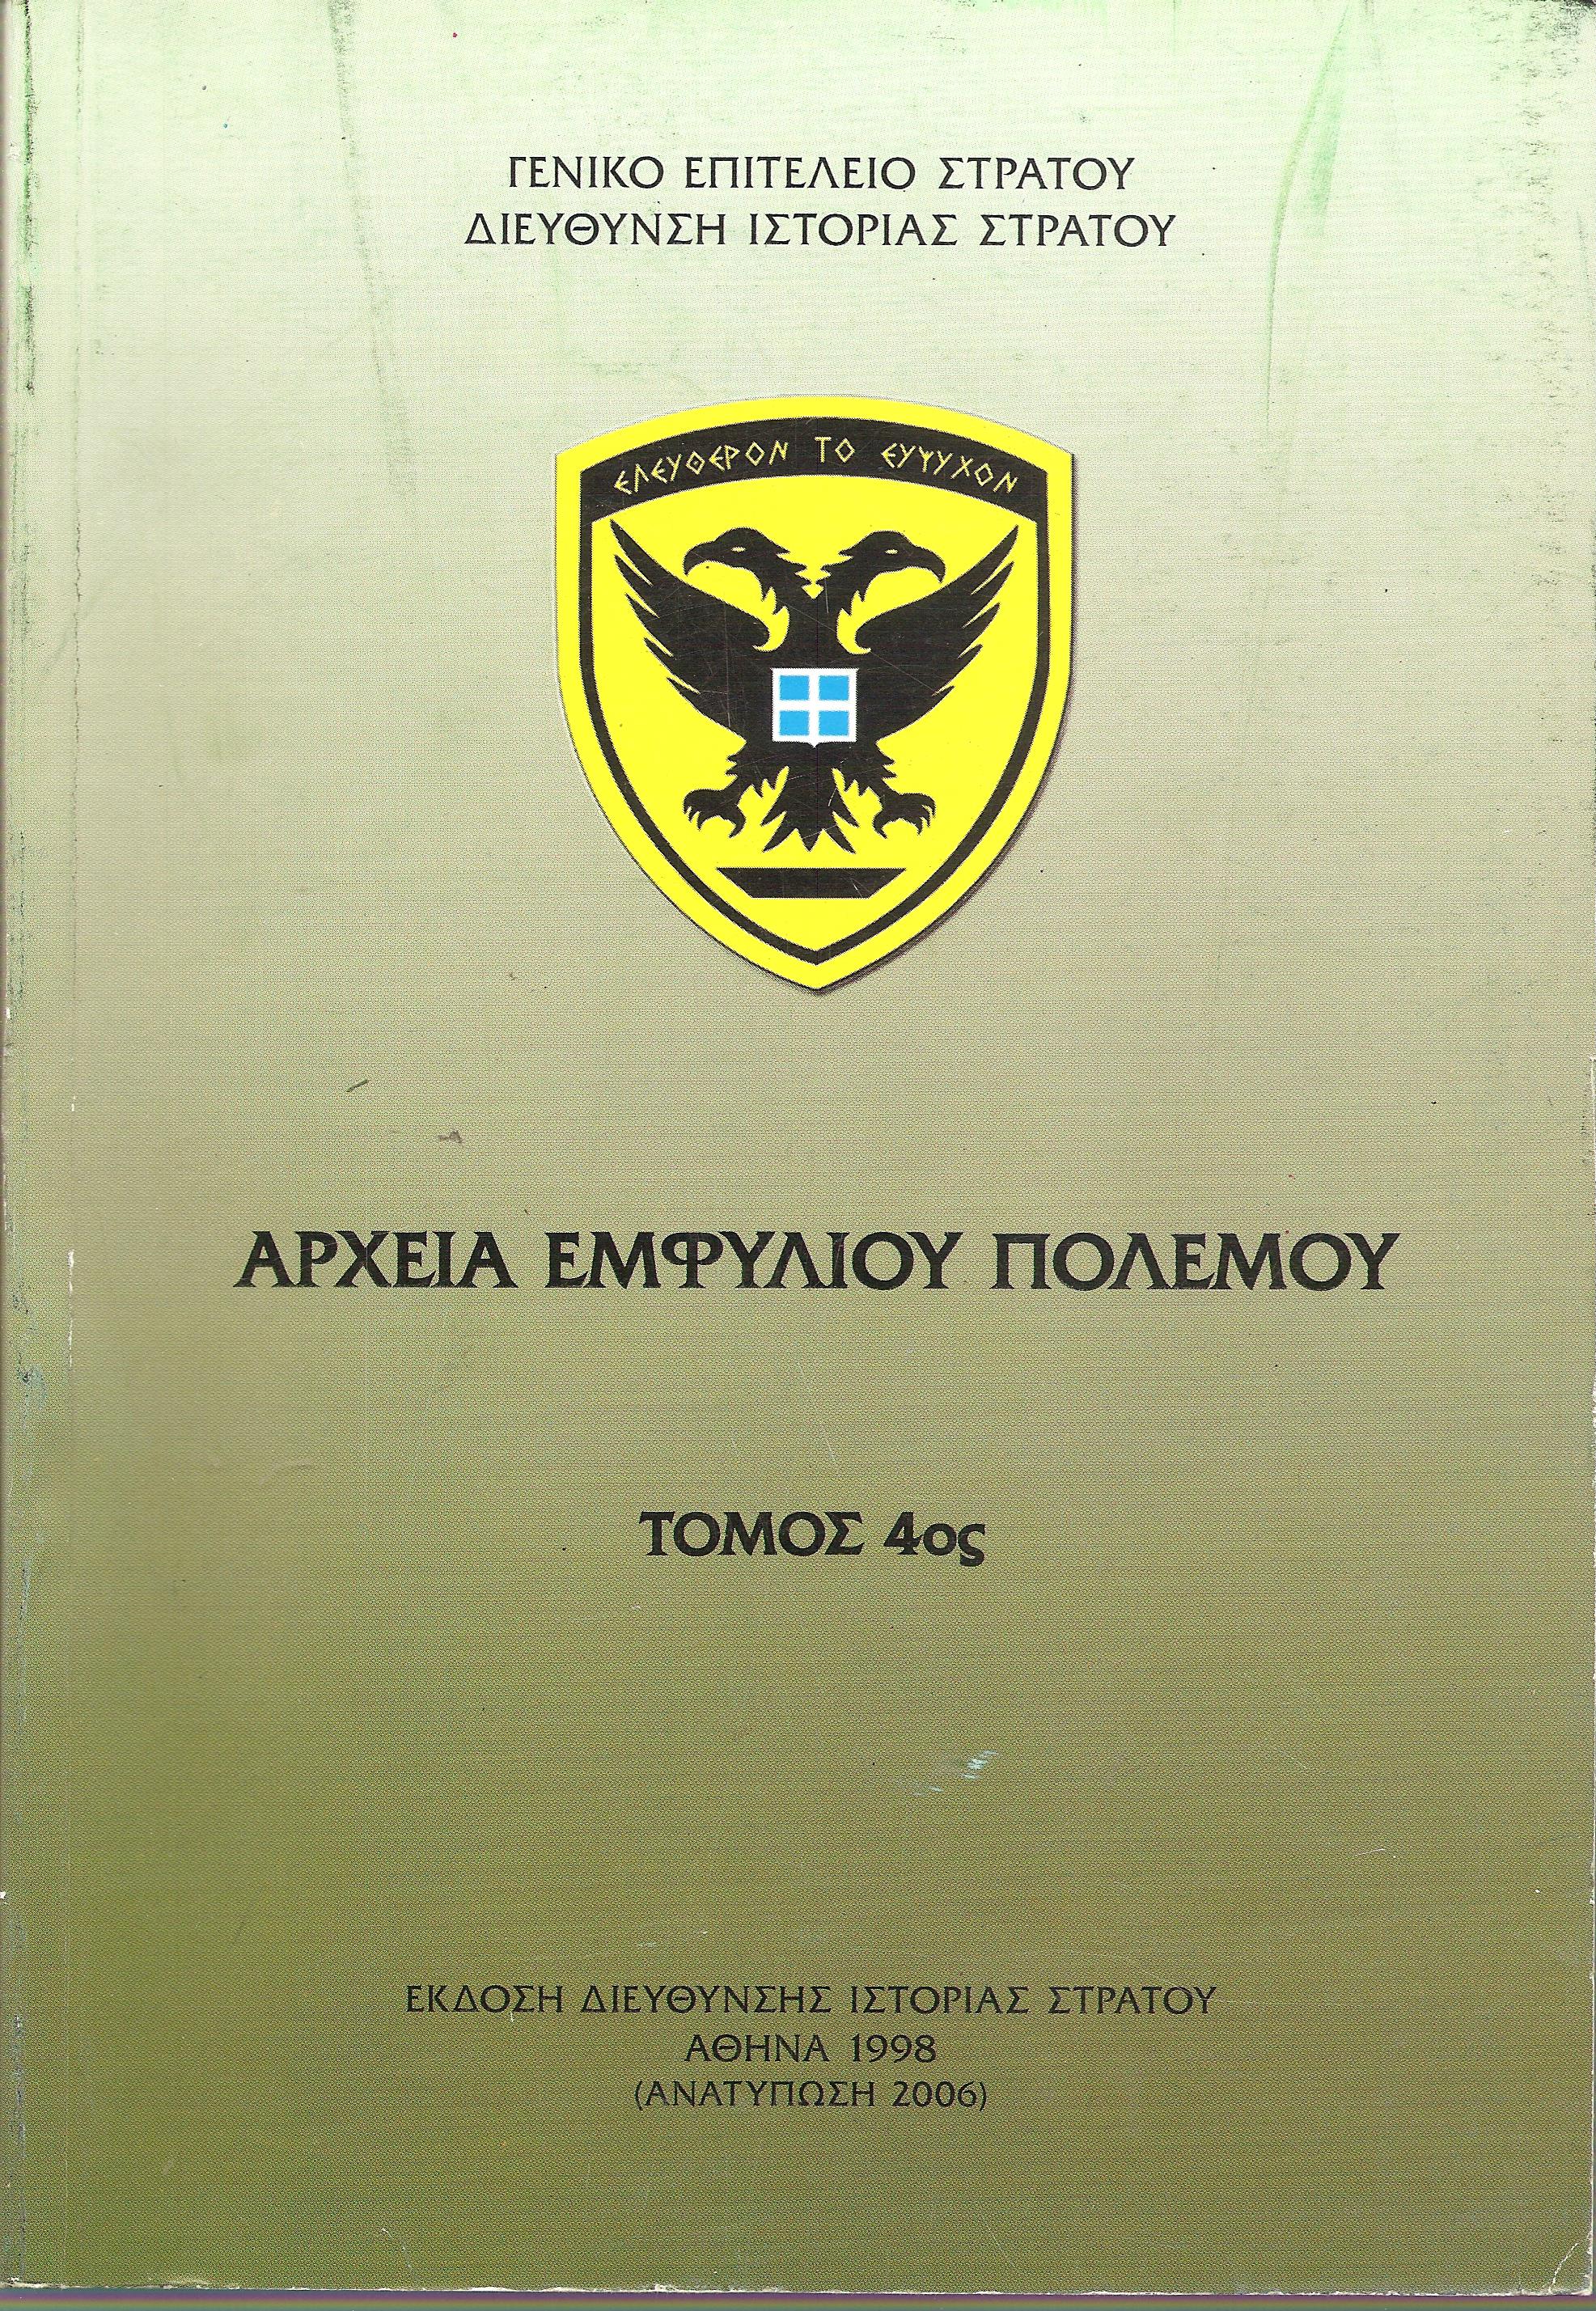 ΓΕΝΙΚΟ ΕΠΙΤΕΛΕΙΟ ΣΤΡΑΤΟΥ
ΔΙΕΥΘΥΝΣΗ ΙΣΤΟΡΙΑΣ ΣΤΡΑΤΟΥ
ΕΛΕΥΘΕΡΟΝ ΤΟ ΕΥΨΥΧΟΝ
ΑΡΧΕΙΑ ΕΜΦΥΛΙΟΥ ΠΟΛΕΜΟΥ
ΤΟΜΟΣ 4ος
ΕΚΔΟΣΗ ΔΙΕΥΘΥΝΣΗΣ ΙΣΤΟΡΙΑΣ ΣΤΡΑΤΟΥ
ΑΘΗΝΑ 1998
(ΑΝΑΤΥΠΩΣΗ 2006)